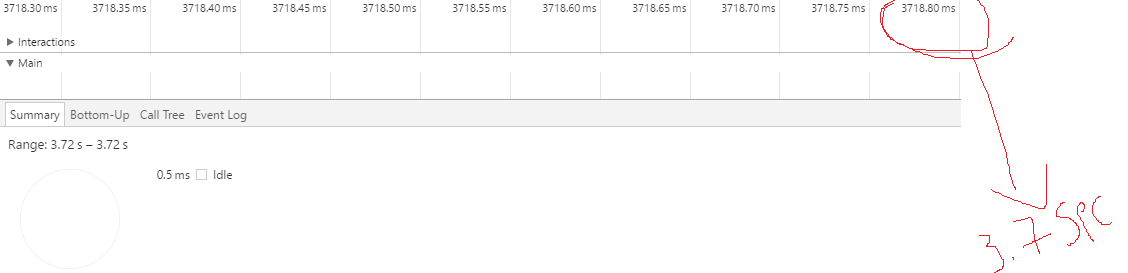 3718.30 ms 3718.35 ms 3718.40 ms 3718.45 ms 3718.50 ms 3718.55 ms 3718.60 ms 3718.65 ms 3718.70 ms 3718.75 ms 3718.80 ms
Interactions
Main
Summary Bottom-Up Call Tree Event Log
Range: 3.72 s – 3.72 s
0.5 ms Idle
3.7 SPC